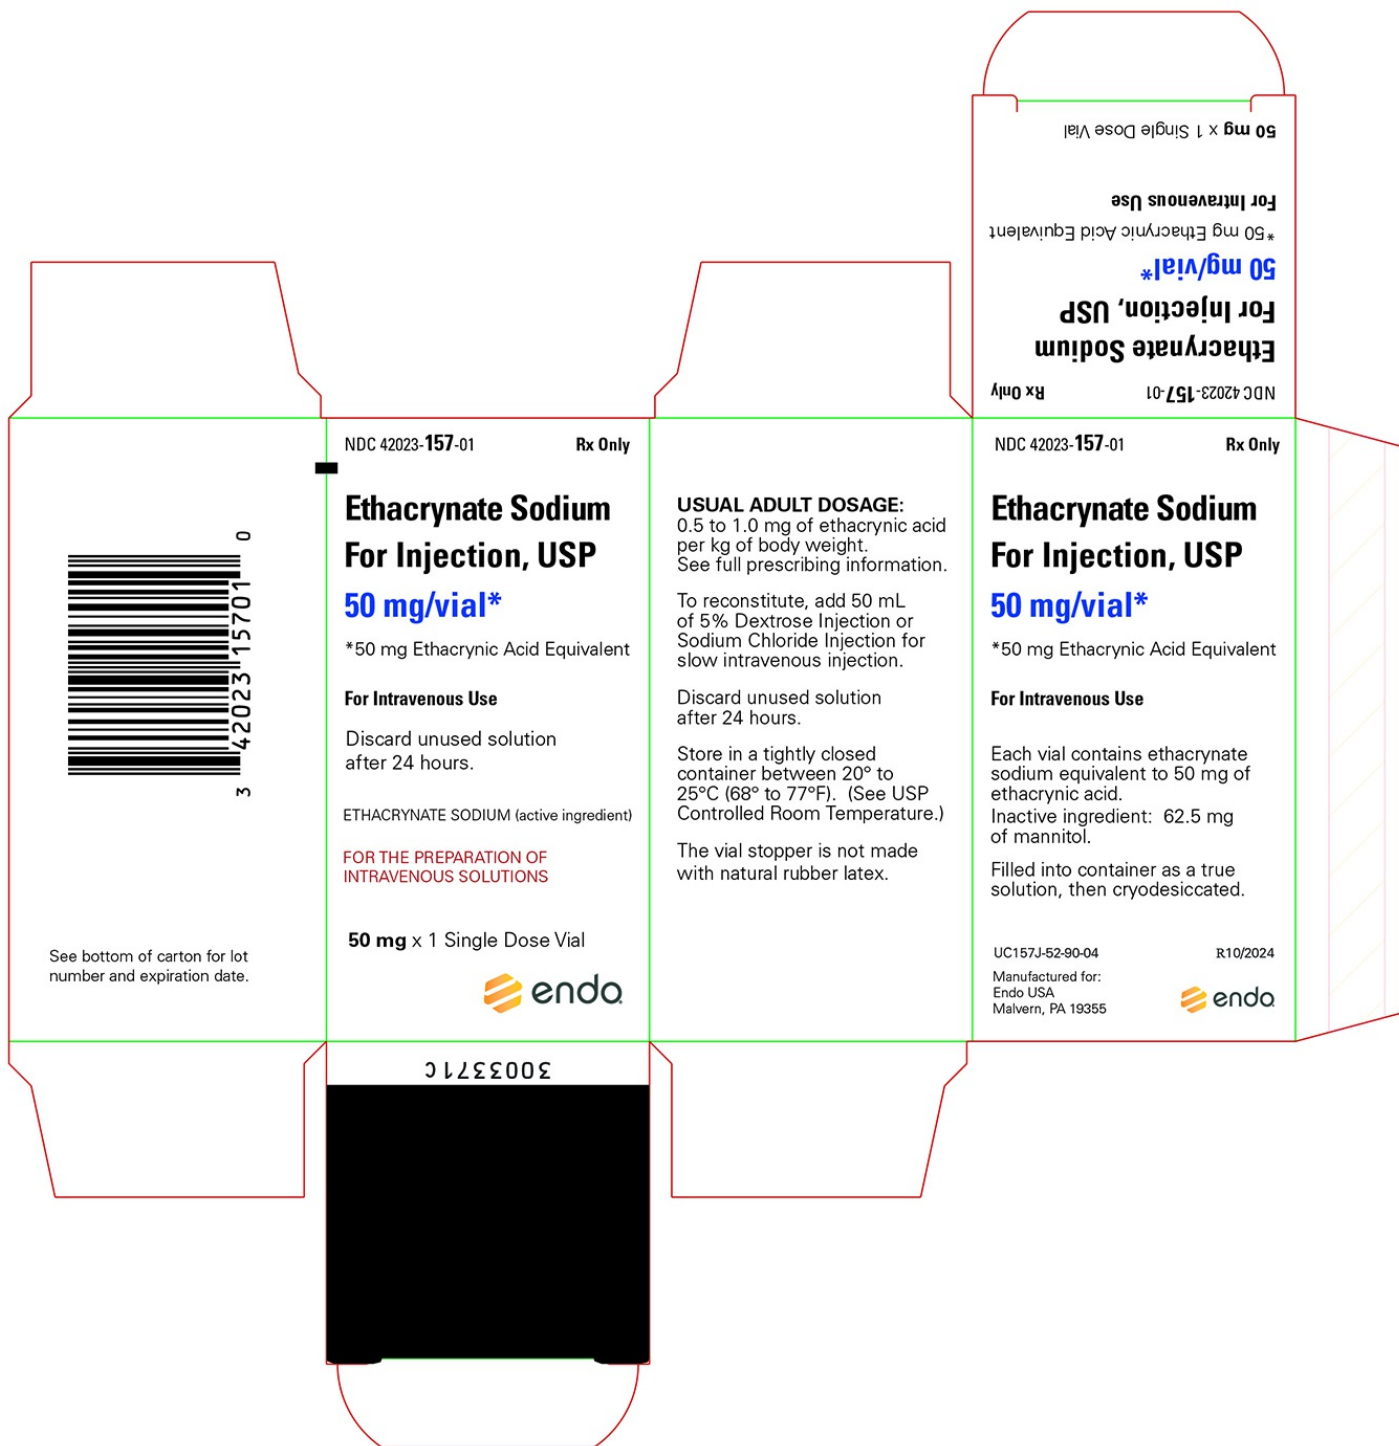 50 mg x 1 Single Dose Vial
For Intravenous Use
*50 mg Ethacrynic Acid Equivalent
50 mg/vial*
For Injection, USP
Ethacrynate Sodium
NDC 42023-157-01 Rx Only
3 42023 15701 0
See bottom of carton for lot
number and expiration date.
NDC 42023-157-01 Rx Only
Ethacrynate Sodium
For Injection, USP
50 mg/vial*
*50 mg Ethacrynic Acid Equivalent
For Intravenous Use
Discard unused solution
after 24 hours.
ETHACRYNATE SODIUM (active ingredient)
FOR THE PREPARATION OF
INTRAVENOUS SOLUTIONS
50 mg x 1 Single Dose Vial
endo
3003371C
USUAL ADULT DOSAGE:
0.5 to 1.0 mg of ethacrynic acid
per kg of body weight.
See full prescribing information.
To reconstitute, add 50 mL
of 5% Dextrose Injection or
Sodium Chloride Injection for
slow intravenous injection.
Discard unused solution
after 24 hours.
Store in a tightly closed
container between 20° to
25°C (68° to 77°F). (See USP
Controlled Room Temperature.)
The vial stopper is not made
with natural rubber latex.
NDC 42023-157-01 Rx Only
Ethacrynate Sodium
For Injection, USP
50 mg/vial*
*50 mg Ethacrynic Acid Equivalent
For Intravenous Use
Each vial contains ethacrynate
sodium equivalent to 50 mg of
ethacrynic acid.
Inactive ingredient: 62.5 mg
of mannitol.
Filled into container as a true
solution, then cryodesiccated.
UC157J-52-90-04 R10/2024
Manufactured for:
Endo USA
Malvern, PA 19355
endo